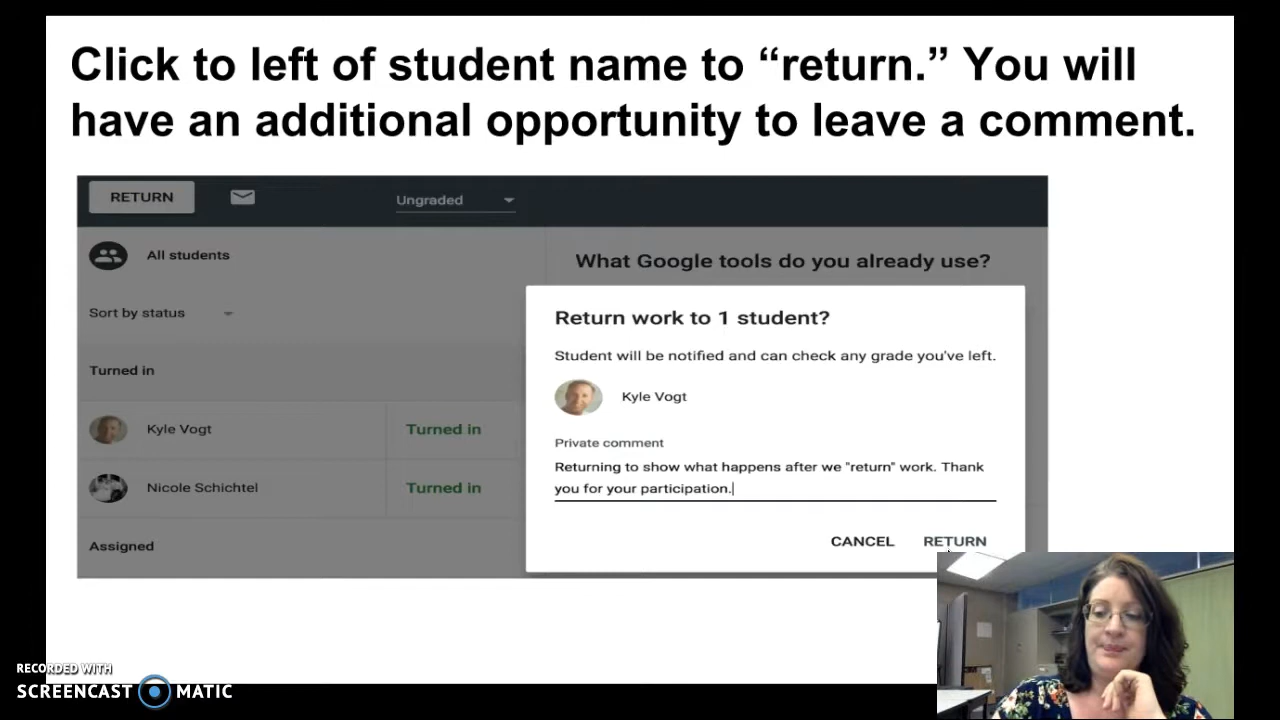 Click to left of student name to “return.” You will
have an additional opportunity to leave a comment.
RETURN
Ungraded
All students
What Google tools do you already use?
Sort by status
Return work to 1 student?
Student will be notified and can check any grade you've left.
Turned in
Kyle Vogt
Kyle Vogt Turned in
Private comment
Returning to show what happens after we "return" work. Thank
you for your participation.
Nicole Schichtel Turned in
Assigned
CANCEL RETURN
RECORDED WITH
SCREENCAST MATIC